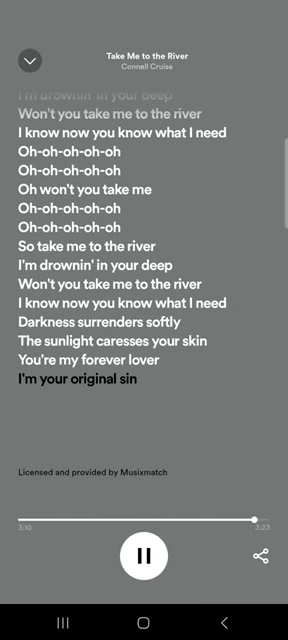 Take Me to the River
Connell Cruise
I'm drownin' in your deep
Won't you take me to the river
I know now you know what I need
Oh-oh-oh-oh-oh
Oh-oh-oh-oh-oh
Oh won't you take me
Oh-oh-oh-oh-oh
Oh-oh-oh-oh-oh
So take me to the river
I'm drownin' in your deep
Won't you take me to the river
I know now you know what I need
Darkness surrenders softly
The sunlight caresses your skin
You're my forever lover
I'm your original sin
Licensed and provided by Musixmatch
3:10
3:23